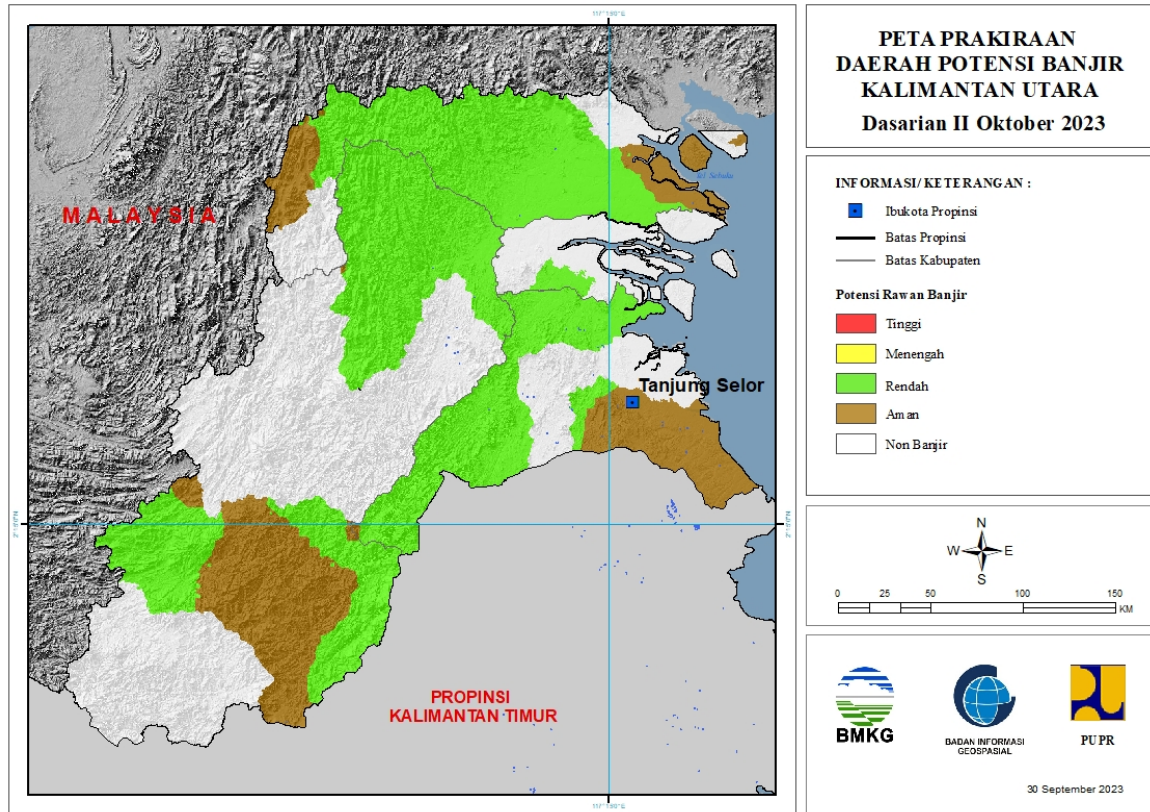 PETA PRAKIRAAN
DAERAH POTENSI BANJIR
KALIMANTAN UTARA
Dasarian II Oktober 2023
INFORMASI/ KETERANGAN :
Ibukota Propinsi
Batas Propinsi
Batas Kabupaten
Potensi Rawan Banjir
Tinggi
Menengah
Rendah
Aman
Non Banjir
N
W E
S
0 25 50 100 150
KM
BMKG
BADAN INFORMASI
GEOSPASIAL
PUPR
30 September 2023
MALAYSIA
Tanjung Selor
PROPINSI
KALIMANTAN TIMUR